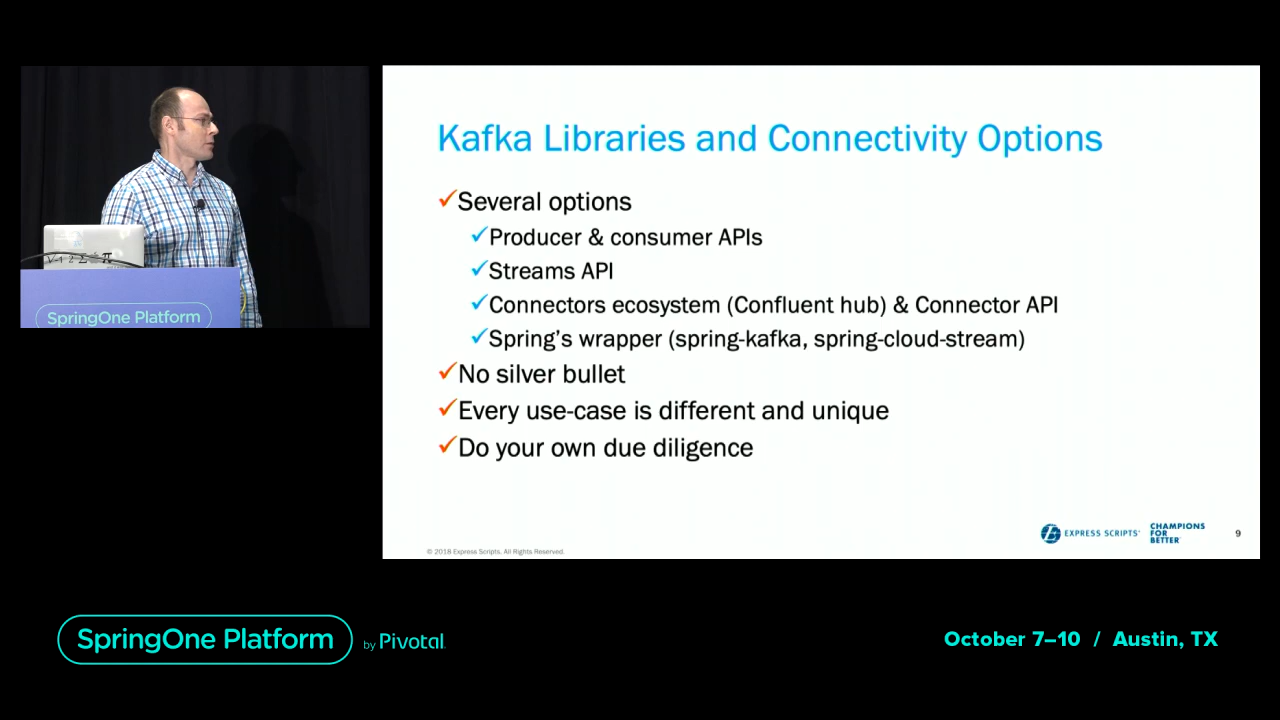 Kafka Libraries and Connectivity Options
✓Several options
✓Producer & consumer APIs
✓Streams API
✓Connectors ecosystem (Confluent hub) & Connector API
✓Spring's wrapper (spring-kafka, spring-cloud-stream)
✓No silver bullet
✓Every use-case is different and unique
✓Do your own due diligence
© 2018 Express Scripts. All Rights Reserved.
EXPRESS SCRIPTS®
CHAMPIONS
FOR
BETTER
9
SpringOne Platform
SpringOne Platform by Pivotal
October 7–10 / Austin, TX